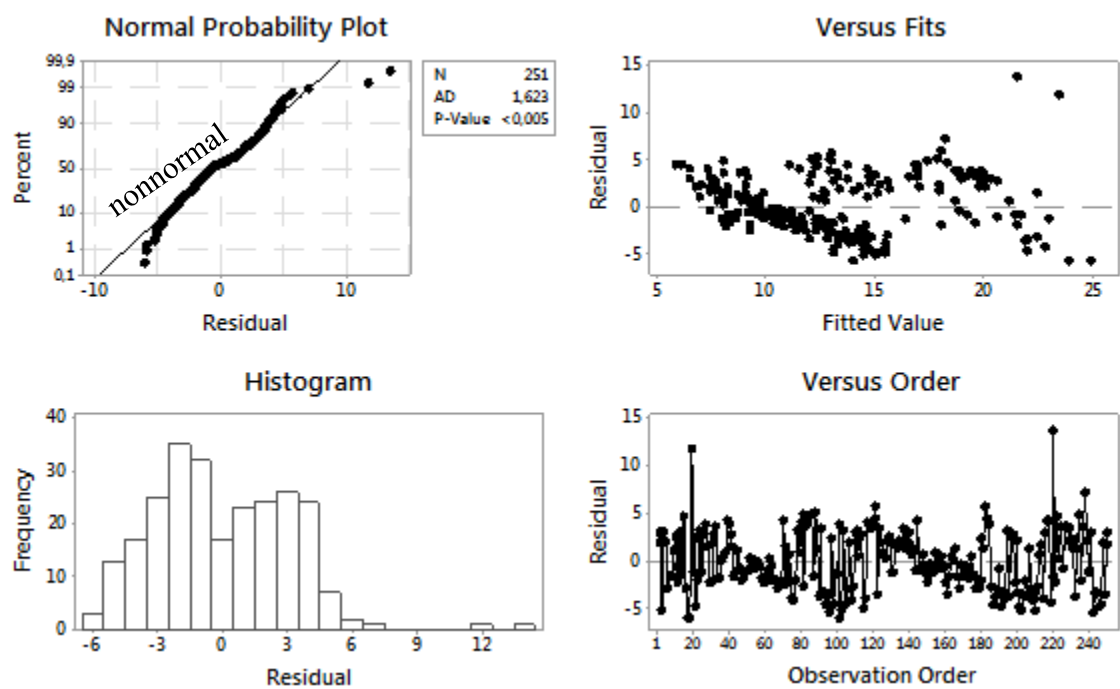 Normal Probability Plot
99,9
99
90
50
10
1
0,1
Percent
nonnormal
-10 0 10
Residual
N 251
AD 1,623
P-Value <0,005
Versus Fits
15
10
5
0
-5
Residual
5 10 15 20 25
Fitted Value
Histogram
40
30
20
10
0
Frequency
-6 -3 0 3 6 9 12
Residual
Versus Order
15
10
5
0
-5
Residual
1 20 40 60 80 100 120 140 160 180 200 220 240
Observation Order